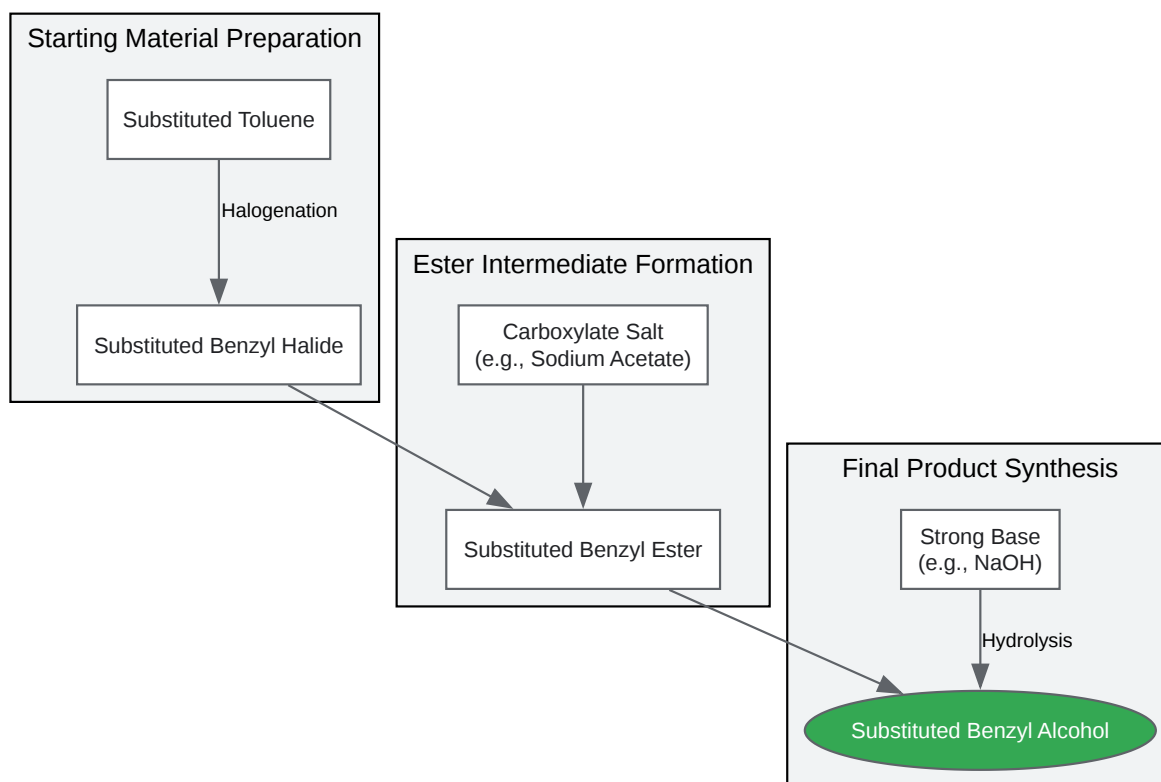 Starting Material Preparation
Substituted Toluene
Halogenation
Substituted Benzyl Halide
Ester Intermediate Formation
Carboxylate Salt
(e.g., Sodium Acetate)
Substituted Benzyl Ester
Final Product Synthesis
Strong Base
(e.g., NaOH)
Hydrolysis
Substituted Benzyl Alcohol